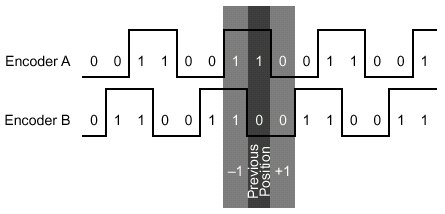 Encoder A 0 0 1 1 0 0 1 1 0 0 1 1 0 0 1
Encoder B 0 1 1 0 0 1 1 0 0 1 1 0 0 1 1
–1 Previous Position +1